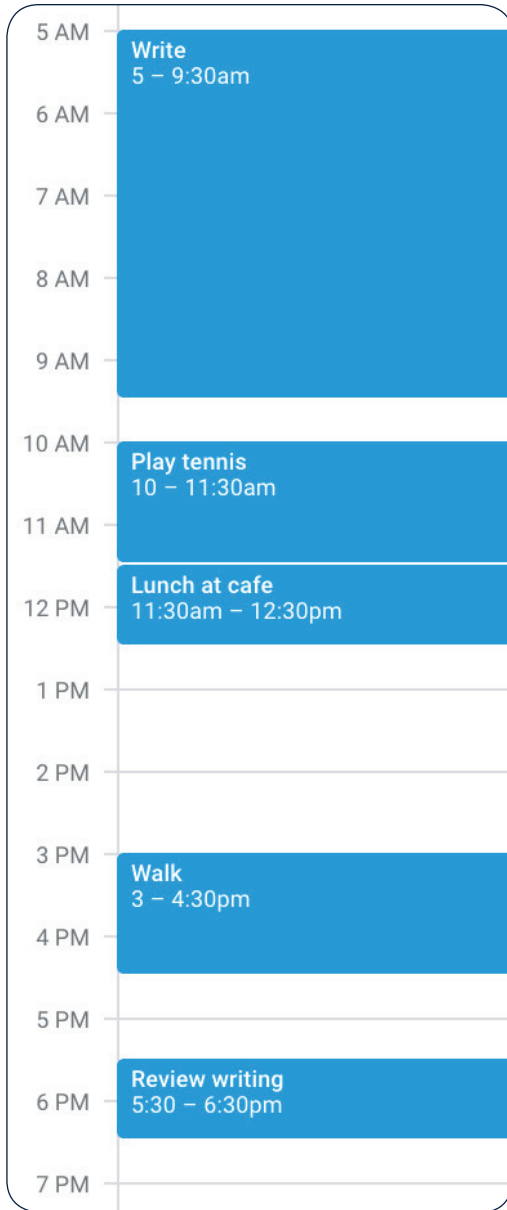 5 AM
Write
5 – 9:30am
6 AM
7 AM
8 AM
9 AM
10 AM
Play tennis
10 – 11:30am
11 AM
Lunch at cafe
12 PM
11:30am – 12:30pm
1 PM
2 PM
3 PM
Walk
3 – 4:30pm
4 PM
5 PM
Review writing
6 PM
5:30 – 6:30pm
7 PM